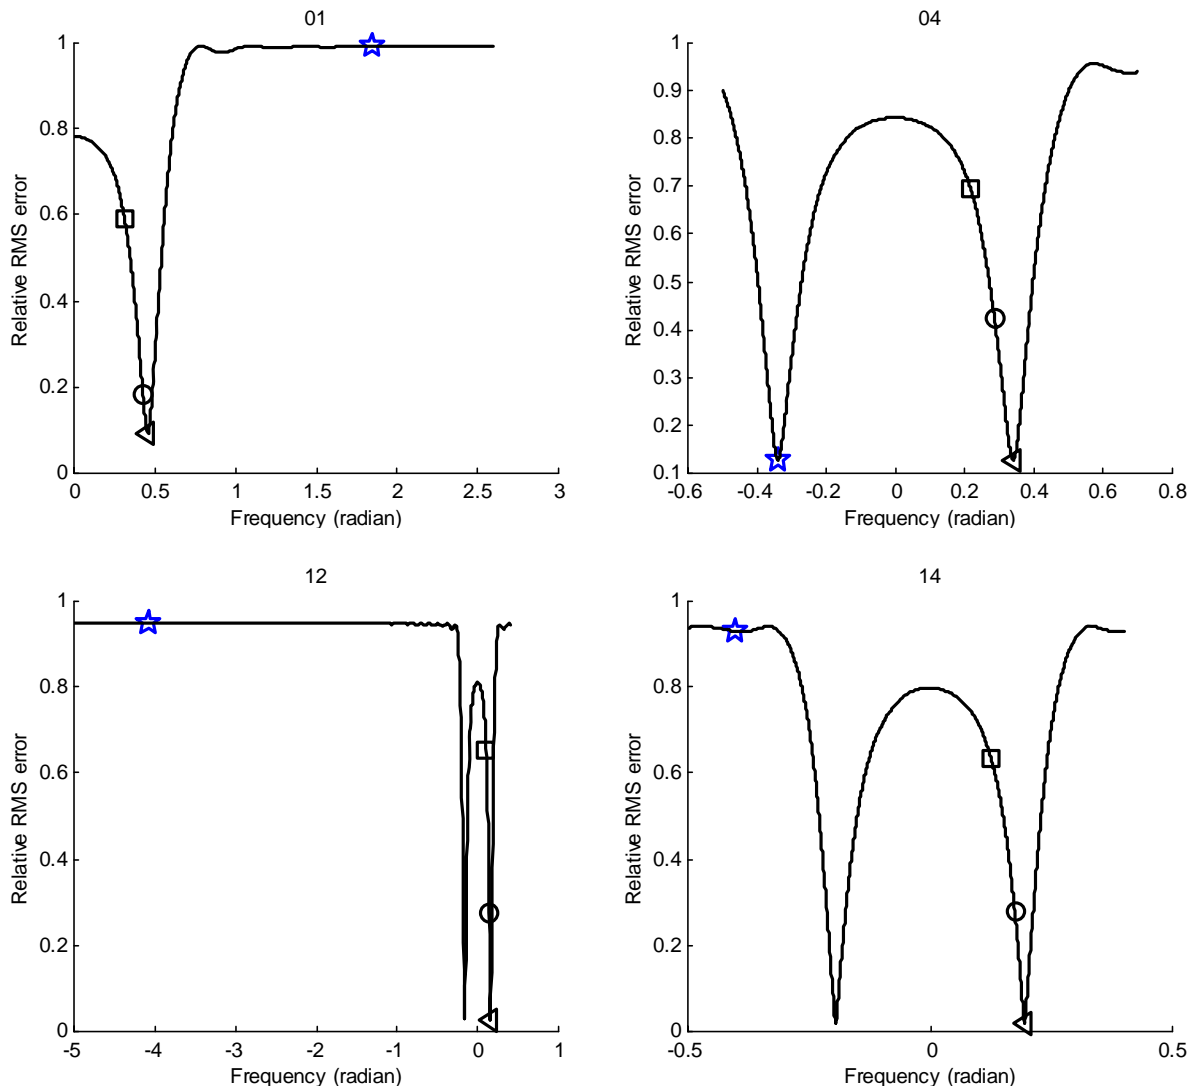 01
Relative RMS error
1
0.8
0.6
0.4
0.2
0
0 0.5 1 1.5 2 2.5 3
Frequency (radian)
04
Relative RMS error
1
0.9
0.8
0.7
0.6
0.5
0.4
0.3
0.2
0.1
-0.6 -0.4 -0.2 0 0.2 0.4 0.6 0.8
Frequency (radian)
12
Relative RMS error
1
0.8
0.6
0.4
0.2
0
-5 -4 -3 -2 -1 0 1
Frequency (radian)
14
Relative RMS error
1
0.8
0.6
0.4
0.2
0
-0.5 0 0.5
Frequency (radian)